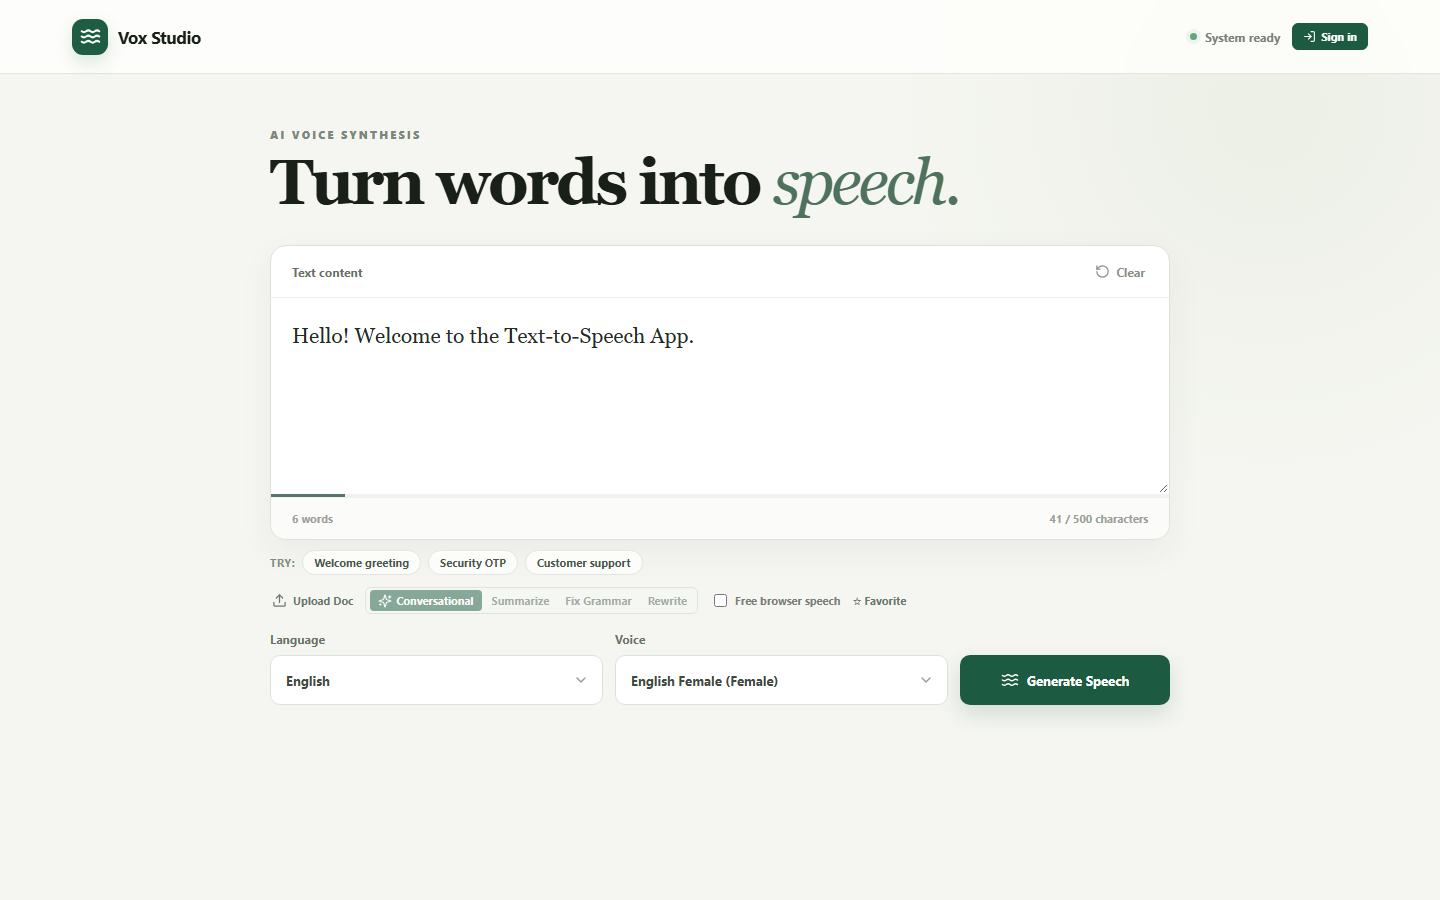 Vox Studio
System ready
Sign in
AI VOICE SYNTHESIS
Turn words into speech.
Text content
Clear
Hello! Welcome to the Text-to-Speech App.
6 words
41 / 500 characters
TRY: Welcome greeting Security OTP Customer support
Upload Doc Conversational Summarize Fix Grammar Rewrite Free browser speech ☆ Favorite
Language
Voice
English
English Female (Female)
Generate Speech